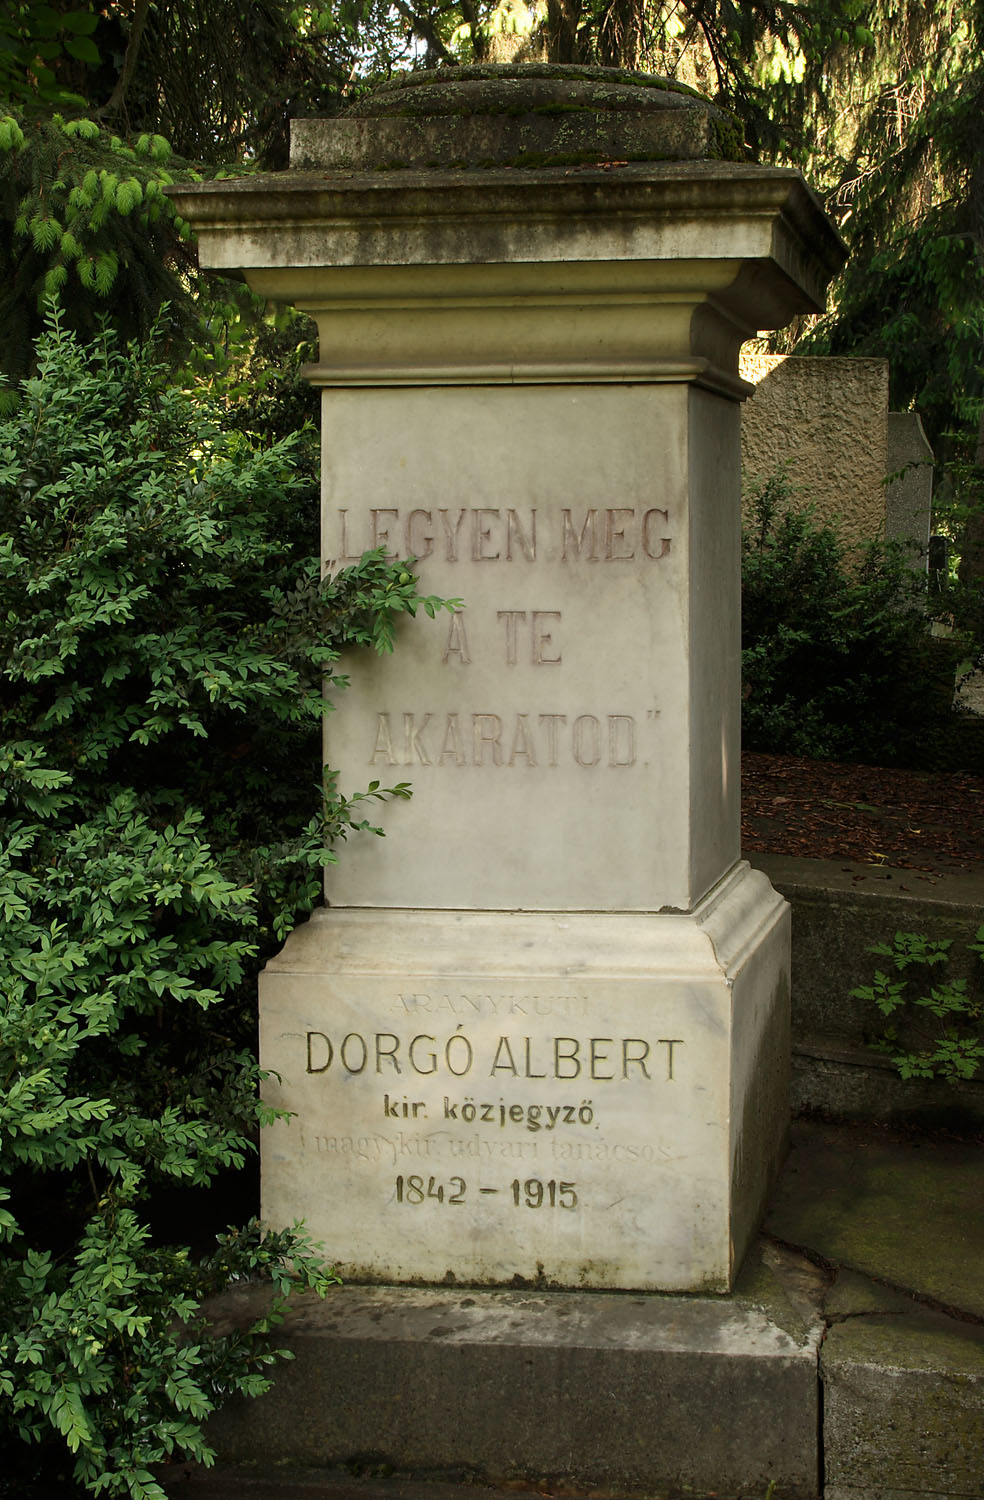 „LEGYEN MEG
A TE
AKARATOD.”
ARANYKUTI
DORGÓ ALBERT
kir. közjegyző,
magy. kir. udvari tanácsos
1842 – 1915